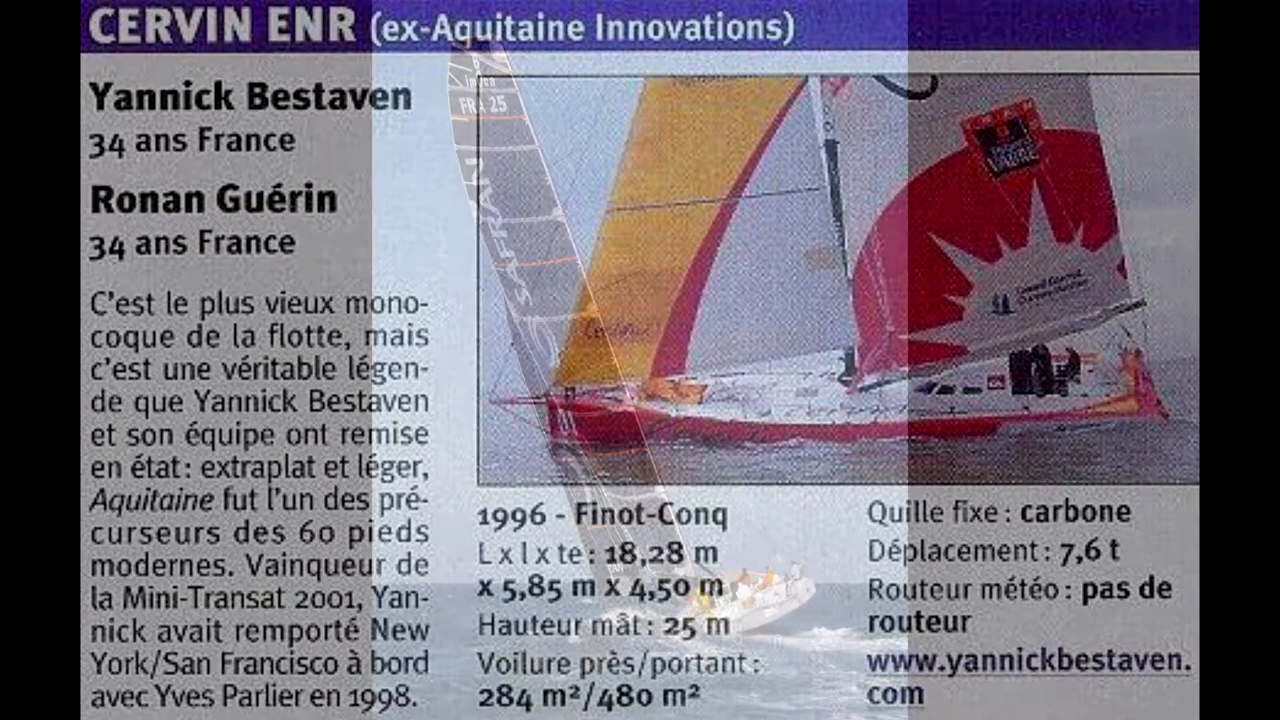 CERVIN ENR (ex-Aquitaine Innovations)
Yannick Bestaven
34 ans France
Ronan Guérin
34 ans France
C'est le plus vieux mono-
coque de la flotte, mais
c'est une véritable légen-
de que Yannick Bestaven
et son équipe ont remise
en état : extraplat et léger,
Aquitaine fut l'un des pré-
curseurs des 60 pieds
modernes. Vainqueur de
la Mini-Transat 2001, Yan-
nick avait remporté New
York/San Francisco à bord
avec Yves Parlier en 1998.
FRA 25
SAFRAN
1996 - Finot-Conq
L x l x te : 18,28 m
x 5,85 m x 4,50 m
Hauteur mât : 25 m
Voilure près/portant :
284 m²/480 m²
Quille fixe : carbone
Déplacement : 7,6 t
Routeur météo : pas de
routeur
www.yannickbestaven.
com